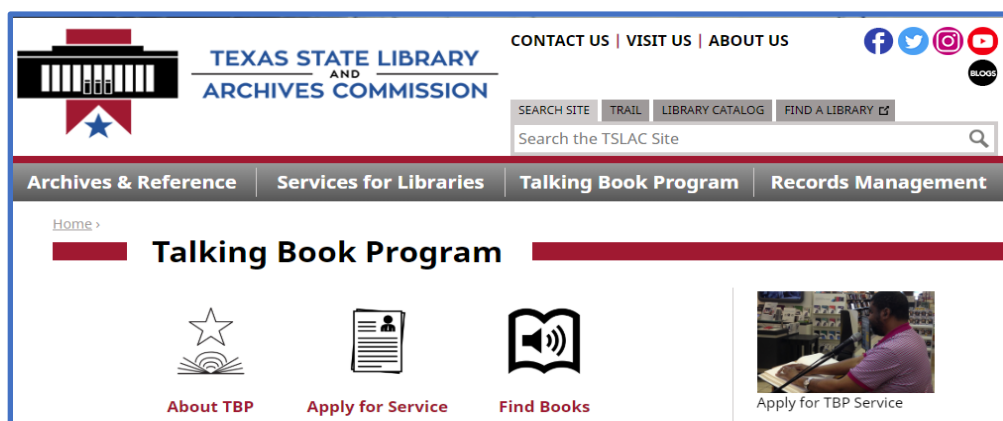 TEXAS STATE LIBRARY
AND
ARCHIVES COMMISSION
CONTACT US | VISIT US | ABOUT US
BLOGS
SEARCH SITE
TRAIL
LIBRARY CATALOG
FIND A LIBRARY
Search the TSLAC Site
Archives & Reference
Services for Libraries
Talking Book Program
Records Management
Home ›
Talking Book Program
About TBP
Apply for Service
Find Books
Apply for TBP Service